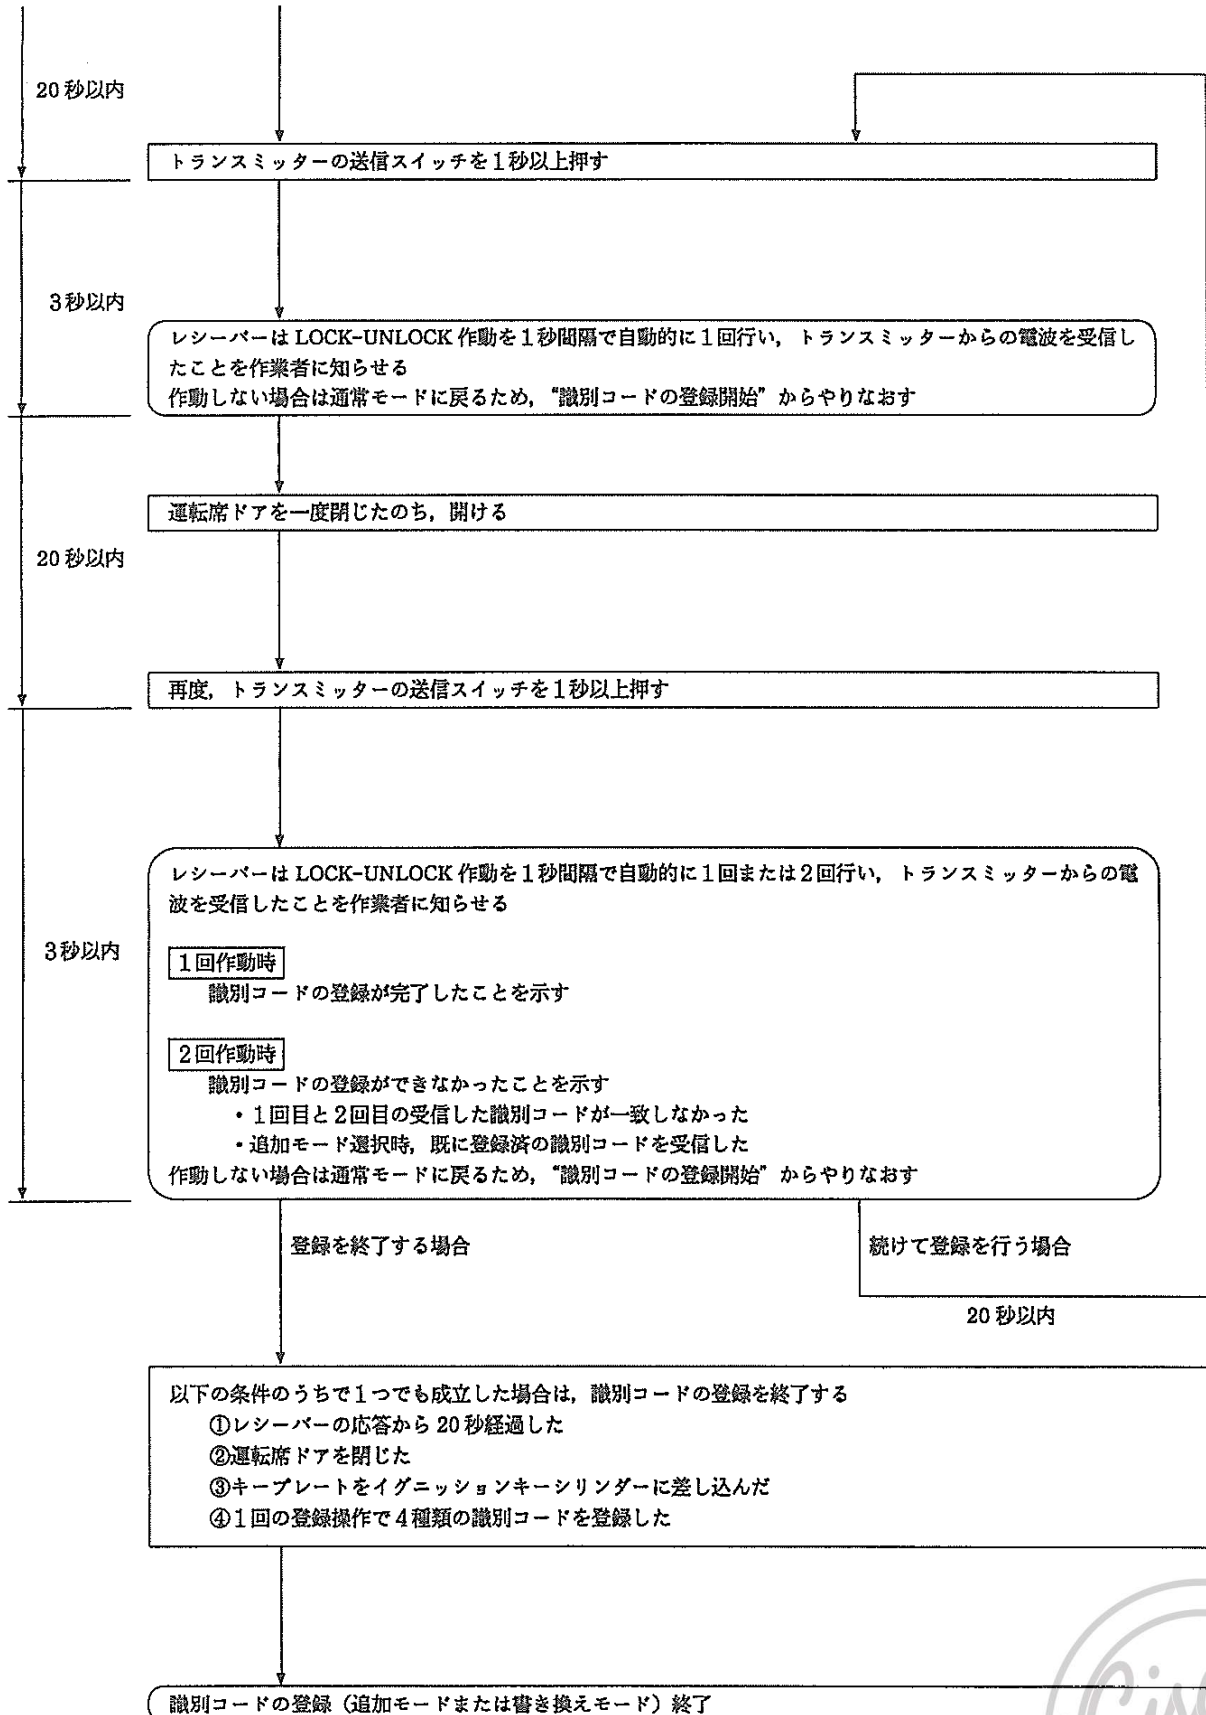 20秒以内
トランスミッターの送信スイッチを1秒以上押す
3秒以内
レシーバーは LOCK-UNLOCK 作動を1秒間隔で自動的に1回行い，トランスミッターからの電波を受信し
たことを作業者に知らせる
作動しない場合は通常モードに戻るため，“識別コードの登録開始”からやりなおす
運転席ドアを一度閉じたのち，開ける
20秒以内
再度，トランスミッターの送信スイッチを1秒以上押す
レシーバーは LOCK-UNLOCK 作動を1秒間隔で自動的に1回または2回行い，トランスミッターからの電
波を受信したことを作業者に知らせる
3秒以内
1回作動時
識別コードの登録が完了したことを示す
2回作動時
識別コードの登録ができなかったことを示す
・1回目と2回目の受信した識別コードが一致しなかった
・追加モード選択時，既に登録済の識別コードを受信した
作動しない場合は通常モードに戻るため，“識別コードの登録開始”からやりなおす
登録を終了する場合
続けて登録を行う場合
20秒以内
以下の条件のうちで1つでも成立した場合は，識別コードの登録を終了する
①レシーバーの応答から20秒経過した
②運転席ドアを閉じた
③キープレートをイグニッションキーシリンダーに差し込んだ
④1回の登録操作で4種類の識別コードを登録した
識別コードの登録（追加モードまたは書き換えモード）終了